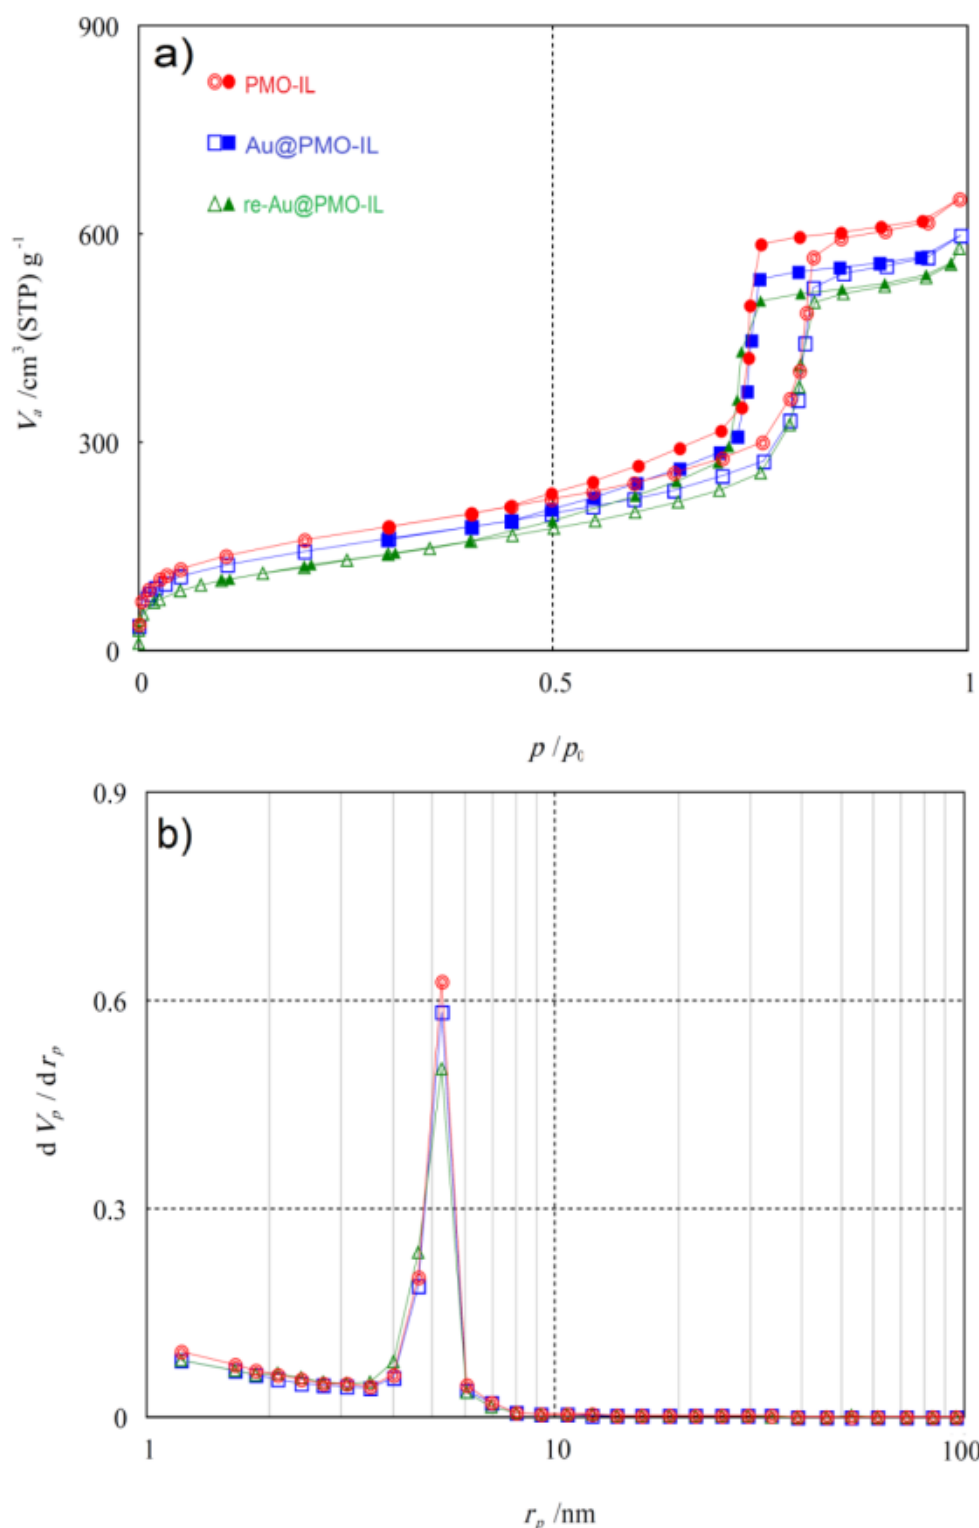 a)
PMO-IL
Au@PMO-IL
re-Au@PMO-IL
900
600
300
0
Vₐ /cm³ (STP) g⁻¹
0 0.5 1
p / p₀
b)
0.9
0.6
0.3
0
d Vₚ / d rₚ
1 10 100
rₚ /nm